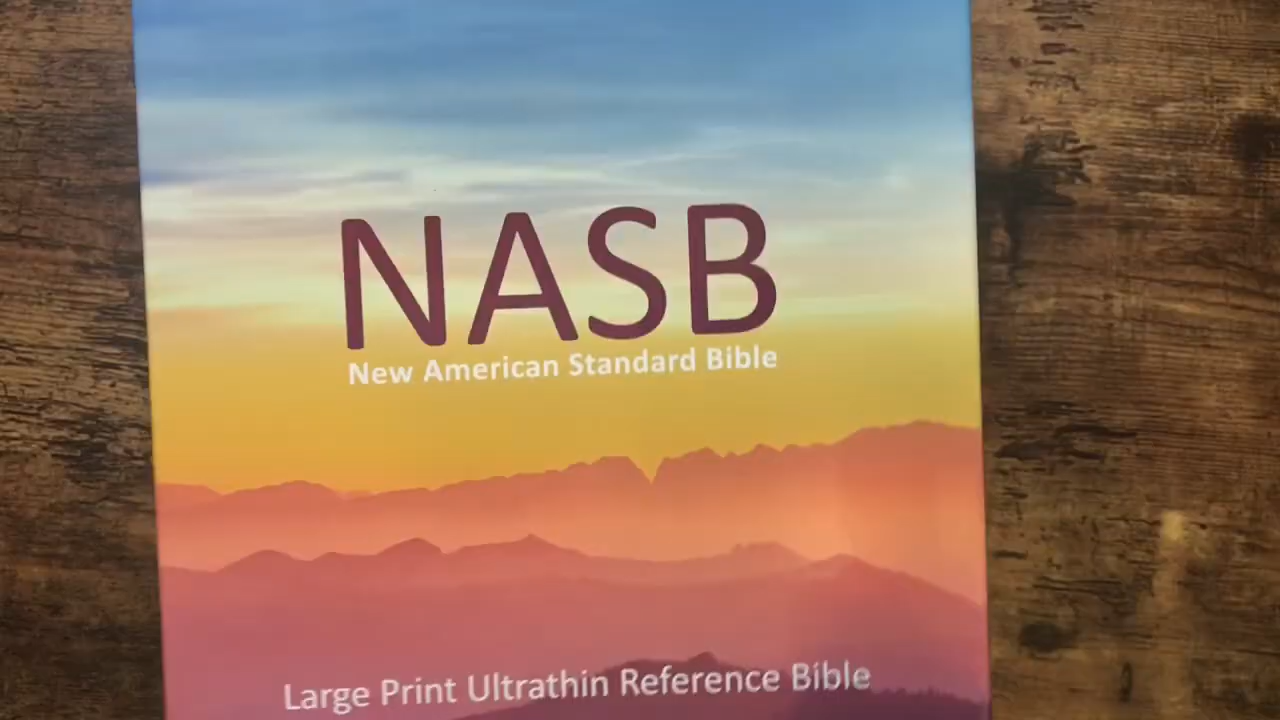 NASB
New American Standard Bible
Large Print Ultrathin Reference Bible